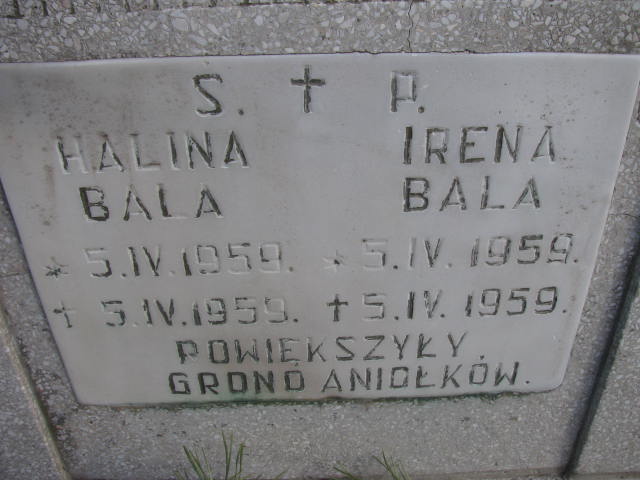 S. † P.
HALINA IRENA
BALA BALA
* 5.IV.1959. * 5.IV.1959.
† 5.IV.1959. † 5.IV.1959.
POWIĘKSZYŁY
GRONO ANIOŁKÓW.